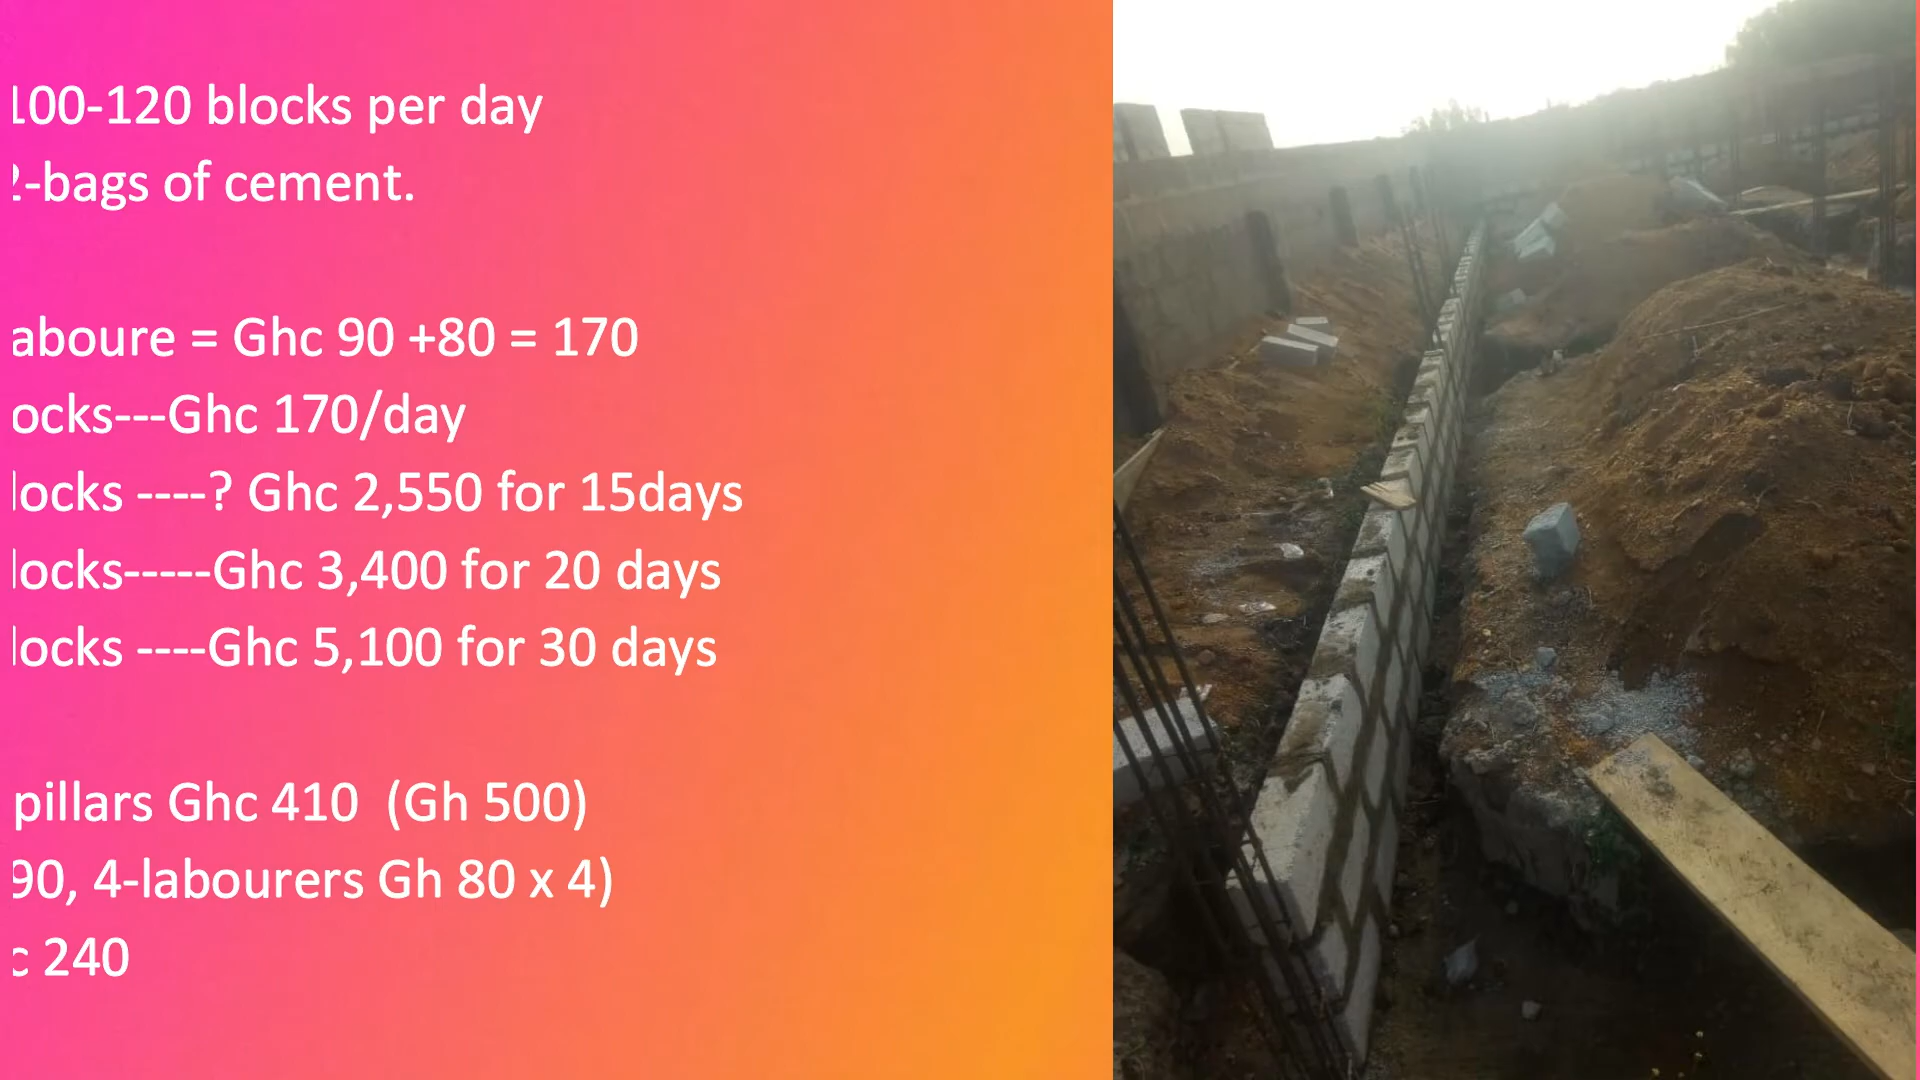 100-120 blocks per day
2-bags of cement.
aboure = Ghc 90 +80 = 170
ocks---Ghc 170/day
locks ----? Ghc 2,550 for 15days
locks-----Ghc 3,400 for 20 days
locks ----Ghc 5,100 for 30 days
pillars Ghc 410 (Gh 500)
90, 4-labourers Gh 80 x 4)
c 240